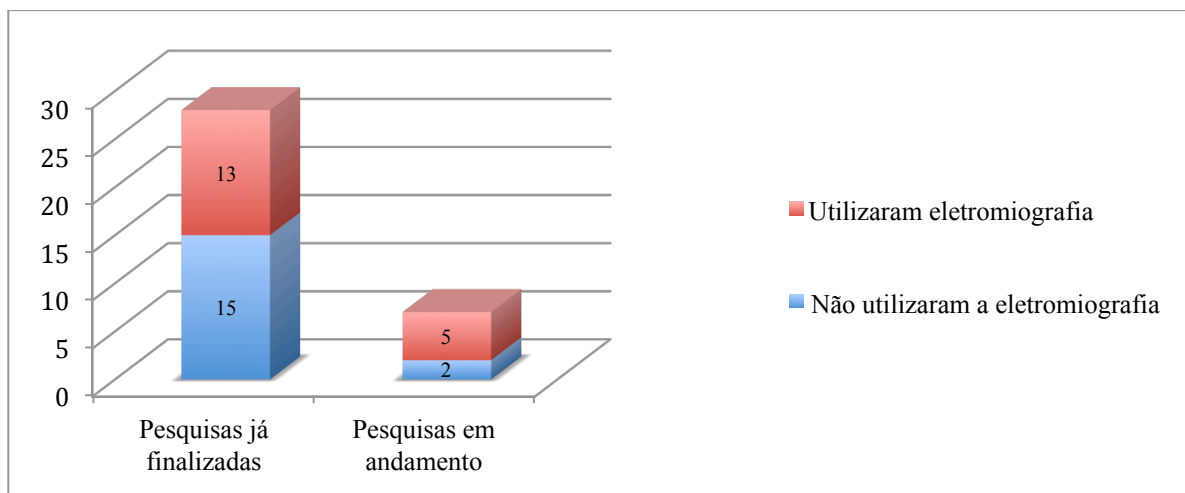 30
25
20
15
10
5
0
13
15
5
2
Pesquisas já
finalizadas
Pesquisas em
andamento
Utilizaram eletromiografia
Não utilizaram a eletromiografia